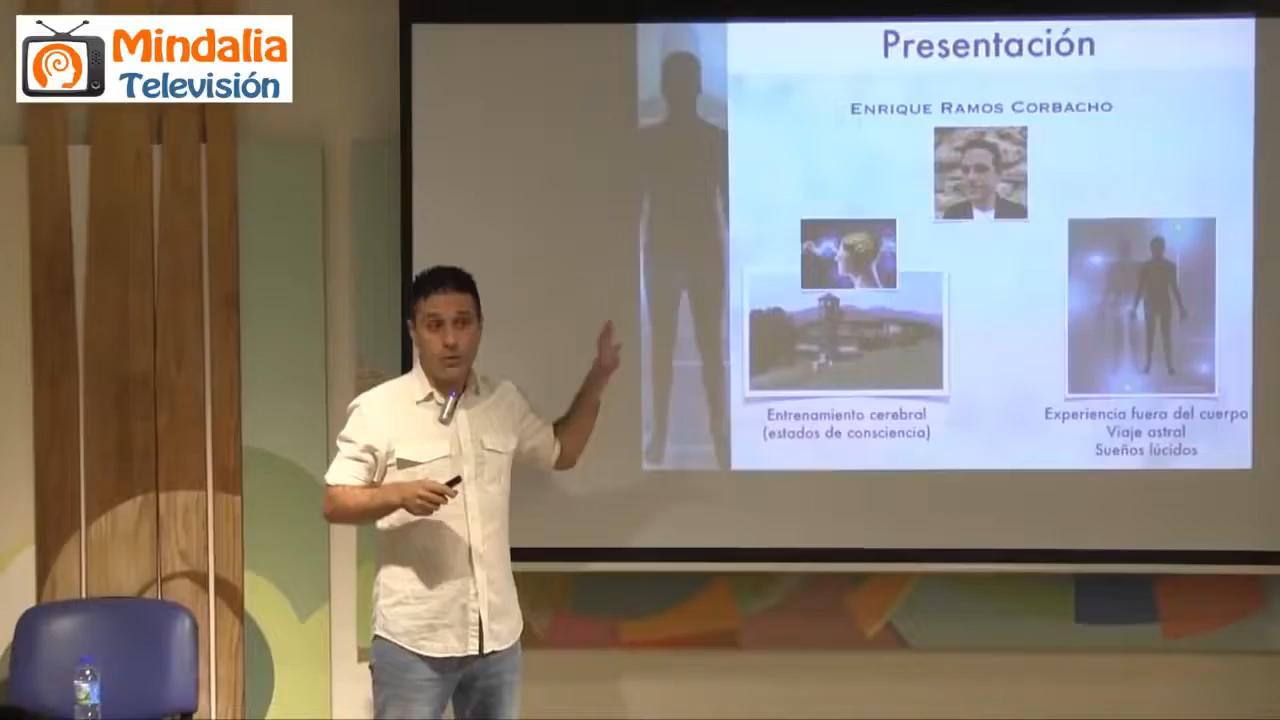 Mindalia
Televisión
Presentación
ENRIQUE RAMOS CORBACHO
Entrenamiento cerebral
(estados de consciencia)
Experiencia fuera del cuerpo
Viaje astral
Sueños lúcidos